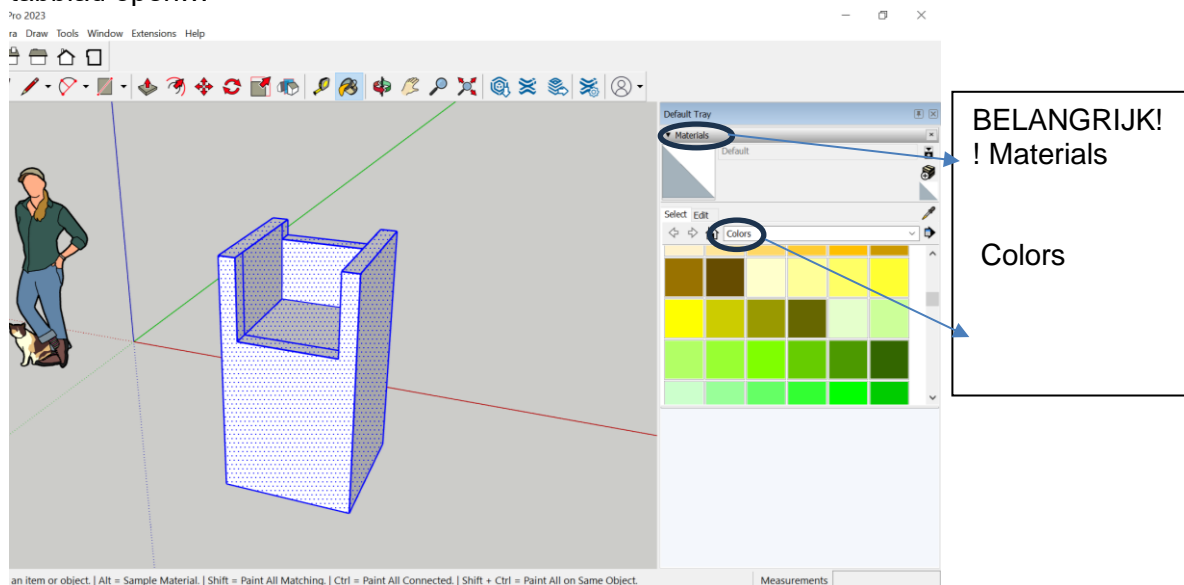 Pro 2023
ra Draw Tools Window Extensions Help
Default Tray
Materials
Default
Select Edit
Colors
BELANGRIJK!
! Materials
Colors
an item or object. | Alt = Sample Material. | Shift = Paint All Matching. | Ctrl = Paint All Connected. | Shift + Ctrl = Paint All on Same Object.
Measurements